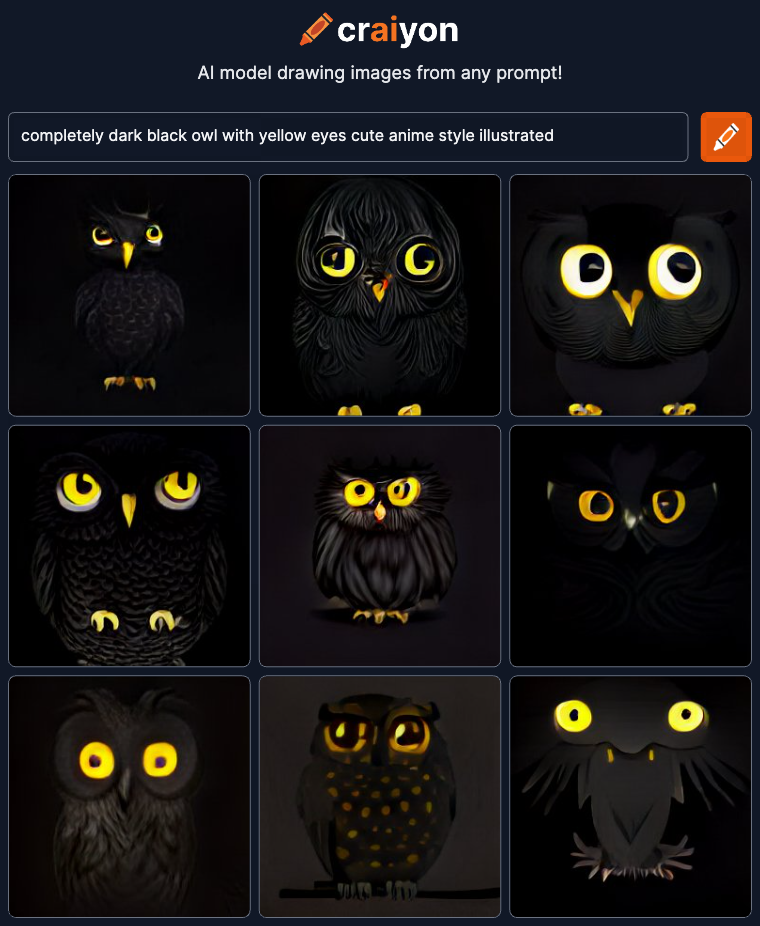 craiyon
AI model drawing images from any prompt!
completely dark black owl with yellow eyes cute anime style illustrated